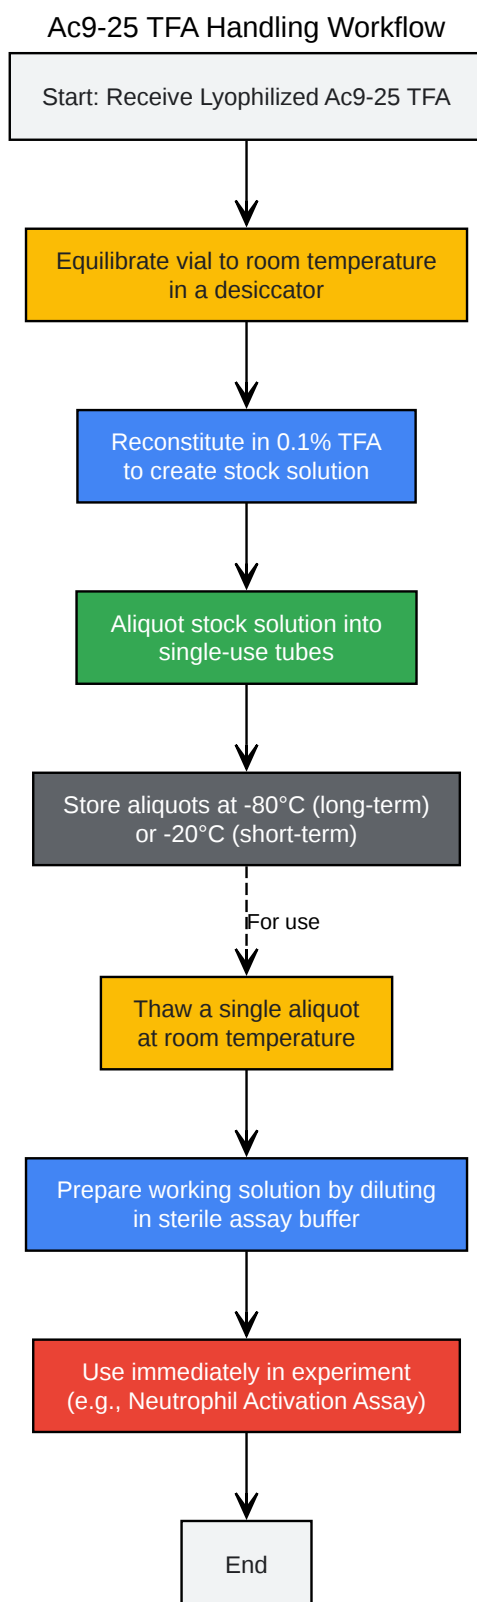 Ac9-25 TFA Handling Workflow
Start: Receive Lyophilized Ac9-25 TFA
Equilibrate vial to room temperature
in a desiccator
Reconstitute in 0.1% TFA
to create stock solution
Aliquot stock solution into
single-use tubes
Store aliquots at -80°C (long-term)
or -20°C (short-term)
For use
Thaw a single aliquot
at room temperature
Prepare working solution by diluting
in sterile assay buffer
Use immediately in experiment
(e.g., Neutrophil Activation Assay)
End